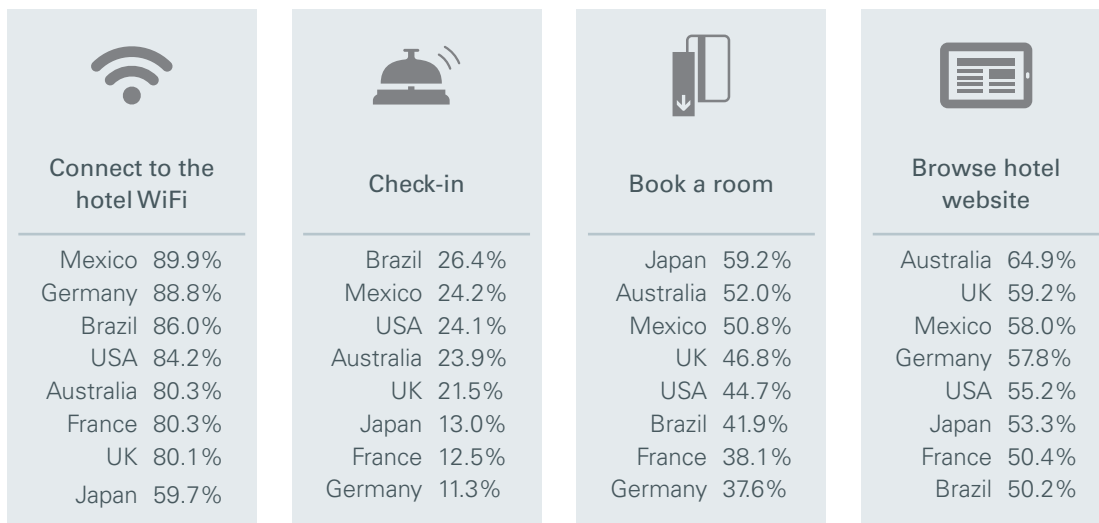 Connect to the
hotel WiFi
Mexico 89.9%
Germany 88.8%
Brazil 86.0%
USA 84.2%
Australia 80.3%
France 80.3%
UK 80.1%
Japan 59.7%
Check-in
Brazil 26.4%
Mexico 24.2%
USA 24.1%
Australia 23.9%
UK 21.5%
Japan 13.0%
France 12.5%
Germany 11.3%
Book a room
Japan 59.2%
Australia 52.0%
Mexico 50.8%
UK 46.8%
USA 44.7%
Brazil 41.9%
France 38.1%
Germany 37.6%
Browse hotel
website
Australia 64.9%
UK 59.2%
Mexico 58.0%
Germany 57.8%
USA 55.2%
Japan 53.3%
France 50.4%
Brazil 50.2%